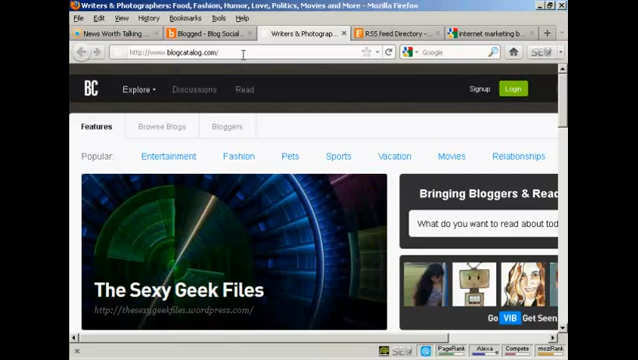 Writers & Photographers: Food, Fashion, Humor, Love, Politics, Movies and More - Mozilla Firefox
File Edit View History Bookmarks Tools Help
News Worth Talking
Blogged - Blog Social...
Writers & Photograp...
RSS feed Directory -...
internet marketing b...
http://www.blogcatalog.com/
Google
BC
Explore
Discussions
Read
Signup
Login
Features
Browse Blogs
Bloggers
Popular:
Entertainment
Fashion
Pets
Sports
Vacation
Movies
Relationships
The Sexy Geek Files
http://thesexygeekfiles.wordpress.com/
Bringing Bloggers & Rea
What do you want to read about tod
Go VIB Get Seen
PageRank
Alexa
Compete
mozRank